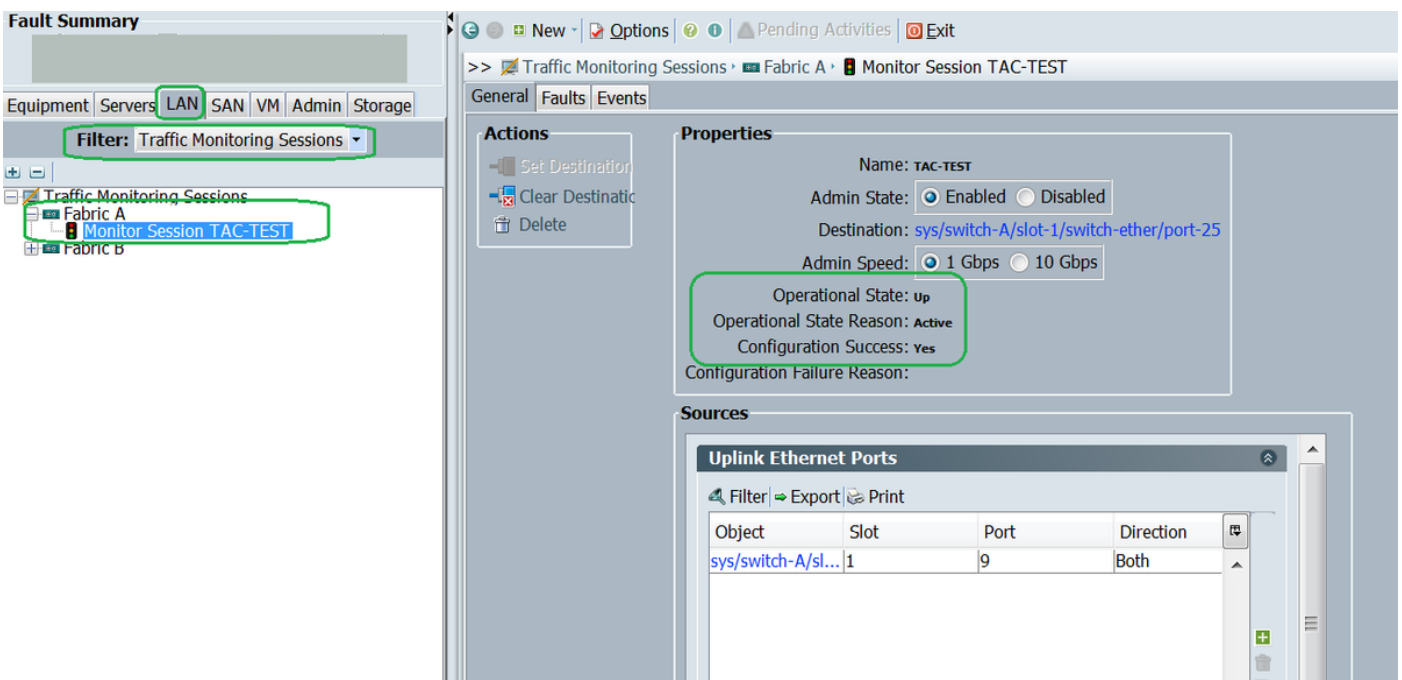 Fault Summary
Equipment Servers LAN SAN VM Admin Storage
Filter: Traffic Monitoring Sessions
Traffic Monitoring Sessions
Fabric A
Monitor Session TAC-TEST
Fabric B
New Options Pending Activities Exit
>> Traffic Monitoring Sessions Fabric A Monitor Session TAC-TEST
General Faults Events
Actions
Set Destination
Clear Destinatic
Delete
Properties
Name: TAC-TEST
Admin State: Enabled Disabled
Destination: sys/switch-A/slot-1/switch-ether/port-25
Admin Speed: 1 Gbps 10 Gbps
Operational State: Up
Operational State Reason: Active
Configuration Success: Yes
Configuration Failure Reason:
Sources
Uplink Ethernet Ports
Filter Export Print
Object Slot Port Direction
sys/switch-A/sl... 1 9 Both